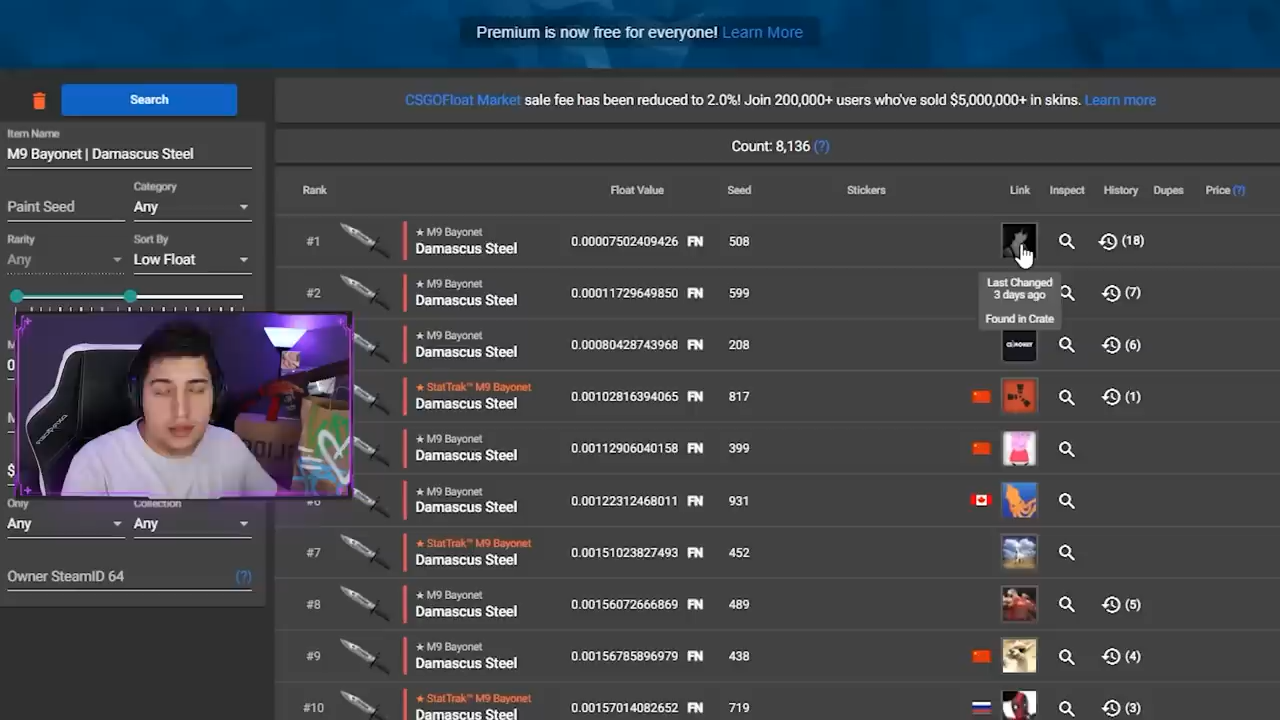 Premium is now free for everyone! Learn More
Search
CSGOFloat Market sale fee has been reduced to 2.0%! Join 200,000+ users who've sold $5,000,000+ in skins. Learn more
Item Name
M9 Bayonet | Damascus Steel
Count: 8,136 (?)
Paint Seed
Category
Any
Rarity
Any
Sort By
Low Float
Only
Any
Collection
Any
Owner SteamID 64 (?)
Rank Float Value Seed Stickers Link Inspect History Dupes Price (?)
#1 ★ M9 Bayonet
Damascus Steel 0.00007502409426 FN 508 (18)
Last Changed
3 days ago
Found in Crate
#2 ★ M9 Bayonet
Damascus Steel 0.00011729649850 FN 599 (7)
★ M9 Bayonet
Damascus Steel 0.00080428743968 FN 208 (6)
★ StatTrak™ M9 Bayonet
Damascus Steel 0.00102816394065 FN 817 (1)
★ M9 Bayonet
Damascus Steel 0.00112906040158 FN 399
★ M9 Bayonet
Damascus Steel 0.00122312468011 FN 931
#7 ★ StatTrak™ M9 Bayonet
Damascus Steel 0.00151023827493 FN 452
#8 ★ M9 Bayonet
Damascus Steel 0.00156072666869 FN 489 (5)
#9 ★ M9 Bayonet
Damascus Steel 0.00156785896979 FN 438 (4)
#10 ★ StatTrak™ M9 Bayonet
Damascus Steel 0.00157014082652 FN 719 (3)